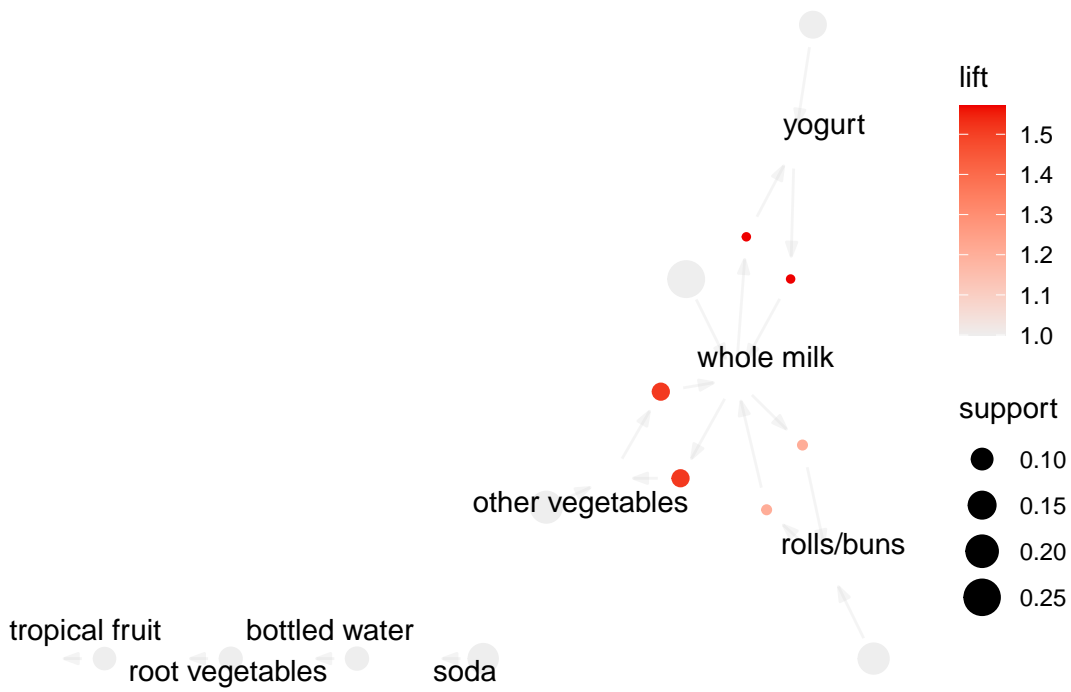 lift
yogurt
1.5
1.4
1.3
1.2
1.1
1.0
whole milk
support
0.10
other vegetables
0.15
rolls/buns
0.20
0.25
tropical fruit
bottled water
root vegetables
soda